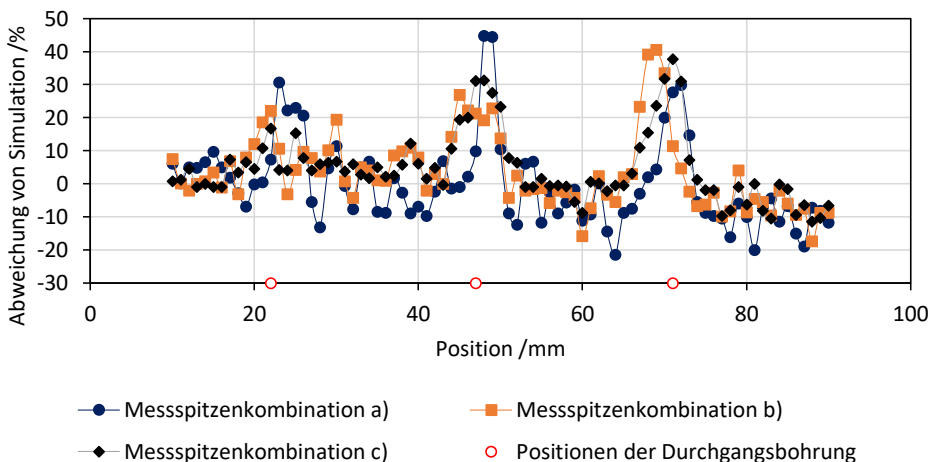 Abweichung von Simulation /%
50
40
30
20
10
0
-10
-20
-30
0 20 40 60 80 100
Position /mm
Messspitzenkombination a) Messspitzenkombination b)
Messspitzenkombination c) Positionen der Durchgangsbohrung